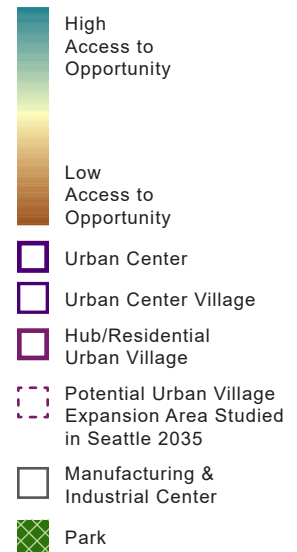 High
Access to
Opportunity
Low
Access to
Opportunity
Urban Center
Urban Center Village
Hub/Residential
Urban Village
Potential Urban Village
Expansion Area Studied
in Seattle 2035
Manufacturing &
Industrial Center
Park